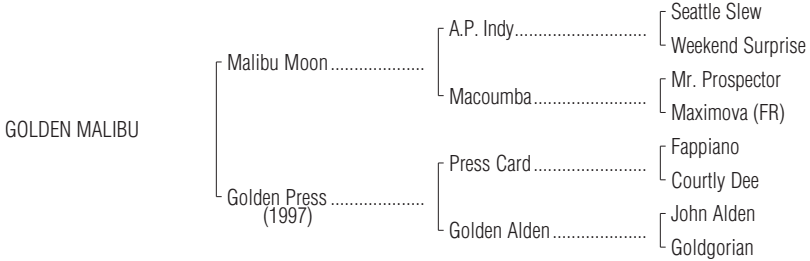 Seattle Slew
A.P. Indy..............................
Weekend Surprise
Malibu Moon .....................
Mr. Prospector
Macoumba..........................
Maximova (FR)
GOLDEN MALIBU
Fappiano
Press Card..........................
Courtly Dee
Golden Press .....................
(1997)
John Alden
Golden Alden .....................
Goldgorian